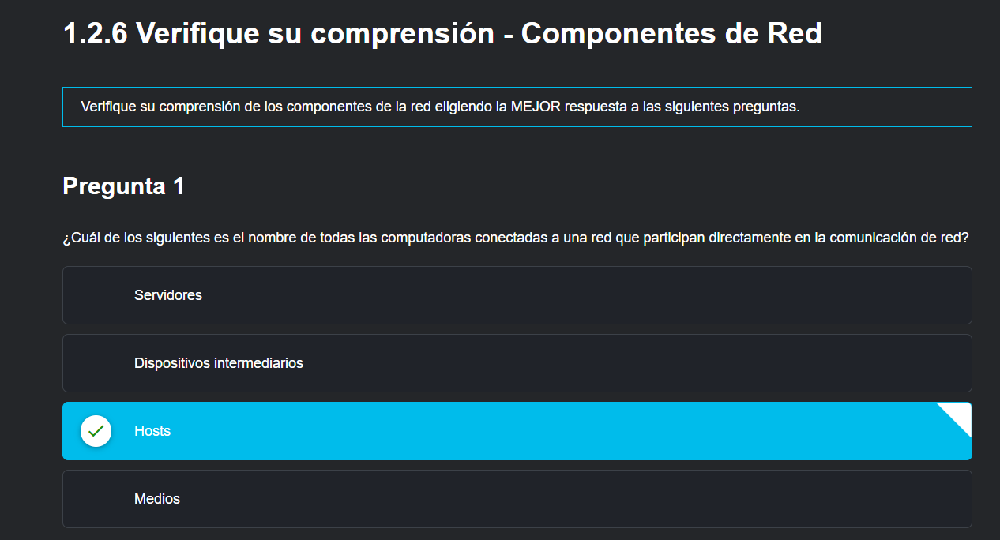 1.2.6 Verifique su comprensión - Componentes de Red
Verifique su comprensión de los componentes de la red eligiendo la MEJOR respuesta a las siguientes preguntas.
Pregunta 1
¿Cuál de los siguientes es el nombre de todas las computadoras conectadas a una red que participan directamente en la comunicación de red?
Servidores
Dispositivos intermediarios
Hosts
Medios